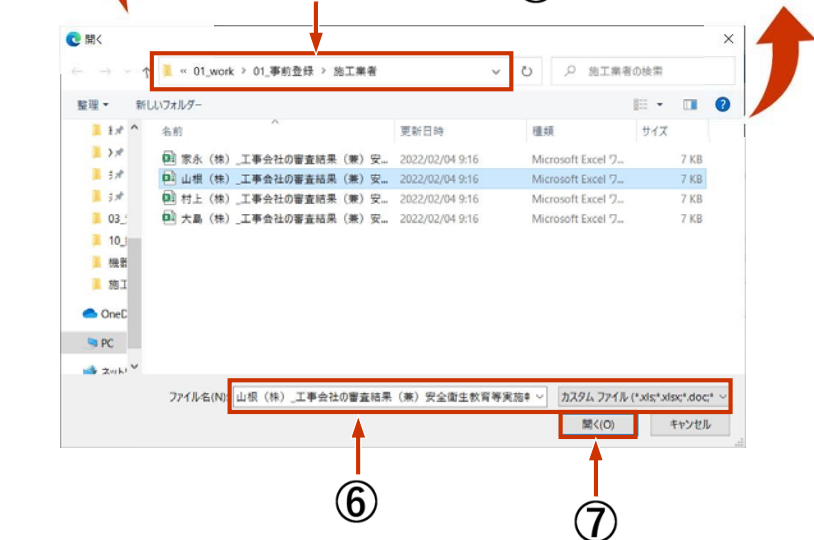 開く
« 01_work › 01_事前登録 › 施工業者
施工業者の検索
整理
新しいフォルダー
名前 更新日時 種類 サイズ
家永（株）_工事会社の審査結果（兼）安... 2022/02/04 9:16 Microsoft Excel ワ... 7 KB
山根（株）_工事会社の審査結果（兼）安... 2022/02/04 9:16 Microsoft Excel ワ... 7 KB
村上（株）_工事会社の審査結果（兼）安... 2022/02/04 9:16 Microsoft Excel ワ... 7 KB
大島（株）_工事会社の審査結果（兼）安... 2022/02/04 9:16 Microsoft Excel ワ... 7 KB
03_
10_
機器
施工
OneD
PC
ファイル名(N): 山根（株）_工事会社の審査結果（兼）安全衛生教育等実施 カスタム ファイル (*.xls;*.xlsx;*.doc;*
開く(O) キャンセル
⑥
⑦